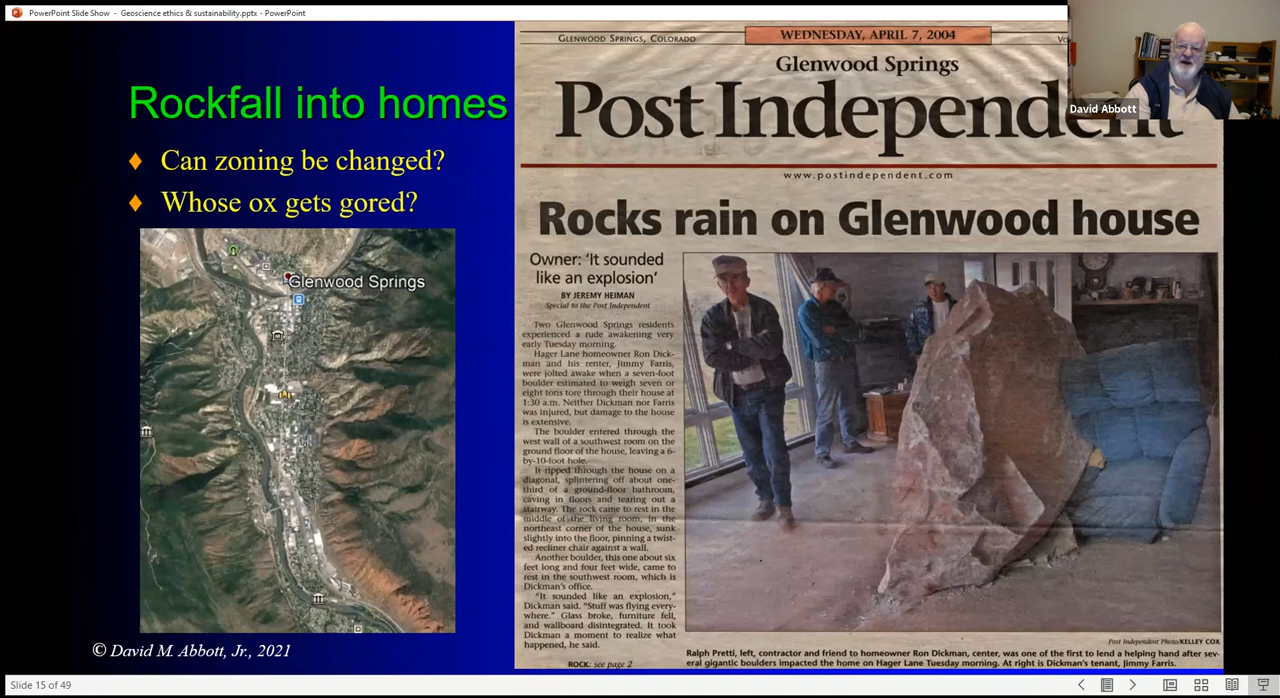 PowerPoint Slide Show - Geoscience ethics & sustainability.pptx - PowerPoint
Rockfall into homes
♦ Can zoning be changed?
♦ Whose ox gets gored?
Glenwood Springs
© David M. Abbott, Jr., 2021
GLENWOOD SPRINGS, COLORADO
WEDNESDAY, APRIL 7, 2004
Glenwood Springs
Post Independent
www.postindependent.com
Rocks rain on Glenwood house
Owner: 'It sounded
like an explosion'
BY JEREMY HEIMAN
Special to the Post Independent
Two Glenwood Springs residents
experienced a rude awakening very
early Tuesday morning.
Hager Lane homeowner Ron Dick-
man and his renter, Jimmy Farris,
were jolted awake when a seven-foot
boulder estimated to weigh seven or
eight tons tore through their house at
1:30 a.m. Neither Dickman nor Farris
was injured, but damage to the house
is extensive.
The boulder entered through the
west wall of a southwest room on the
ground floor of the house, leaving a 6-
by-10-foot hole.
It ripped through the house on a
diagonal, splintering off about one-
third of a ground-floor bathroom,
caving in floors and tearing out a
stairway. The rock came to rest in the
middle of the living room, in the
northeast corner of the house, sunk
slightly into the floor, pinning a twist-
ed recliner chair against a wall.
Another boulder, this one about six
feet long and four feet wide, came to
rest in the southwest room, which is
Dickman's office.
"It sounded like an explosion,"
Dickman said. "Stuff was flying every-
where." Glass broke, furniture fell,
and wallboard disintegrated. It took
Dickman a moment to realize what
happened, he said.
ROCK: see page 2
Post Independent Photo/KELLEY COX
Ralph Pretti, left, contractor and friend to homeowner Ron Dickman, center, was one of the first to lend a helping hand after sev-
eral gigantic boulders impacted the home on Hager Lane Tuesday morning. At right is Dickman's tenant, Jimmy Farris.
David Abbott
Slide 15 of 49